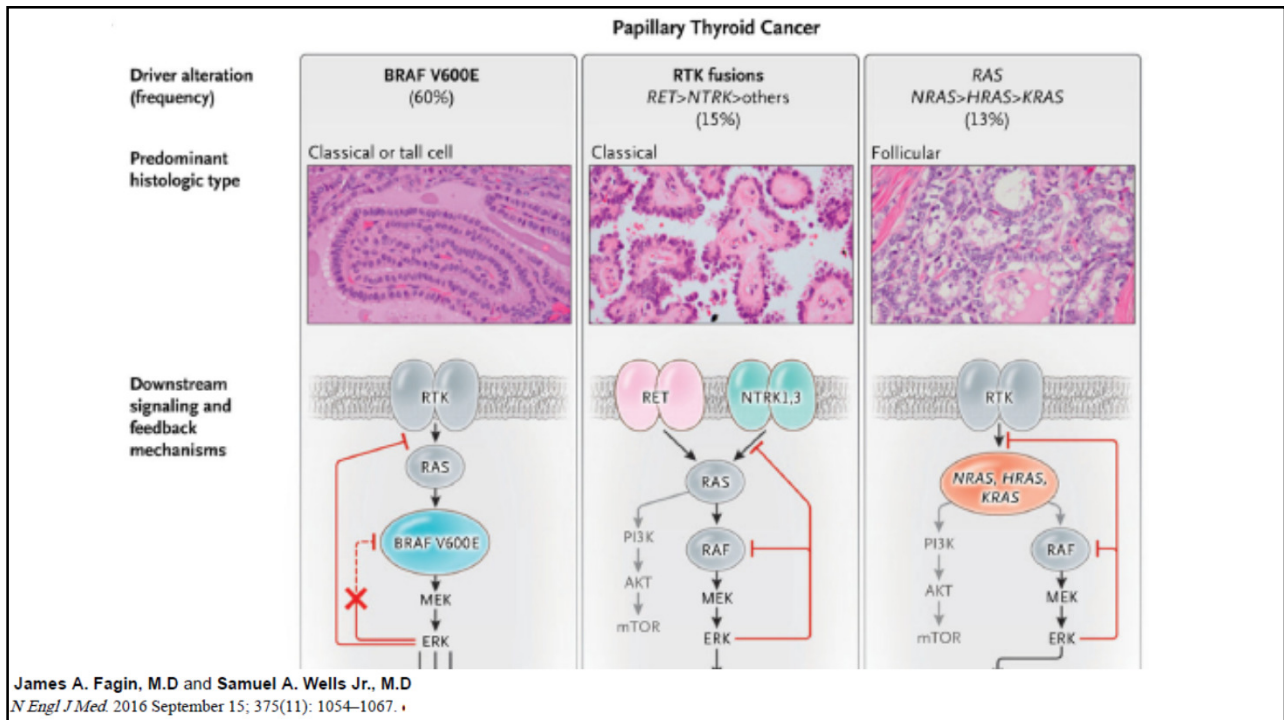 Papillary Thyroid Cancer
Driver alteration
(frequency)
BRAF V600E
(60%)
RTK fusions
RET>NTRK>others
(15%)
RAS
NRAS>HRAS>KRAS
(13%)
Predominant
histologic type
Classical or tall cell
Classical
Follicular
Downstream
signaling and
feedback
mechanisms
RTK
RAS
BRAF V600E
MEK
ERK
RET
NTRK1,3
RAS
PI3K
RAF
AKT
MEK
mTOR
ERK
RTK
NRAS, HRAS,
KRAS
PI3K
RAF
AKT
MEK
mTOR
ERK
James A. Fagin, M.D and Samuel A. Wells Jr., M.D
N Engl J Med. 2016 September 15; 375(11): 1054–1067.